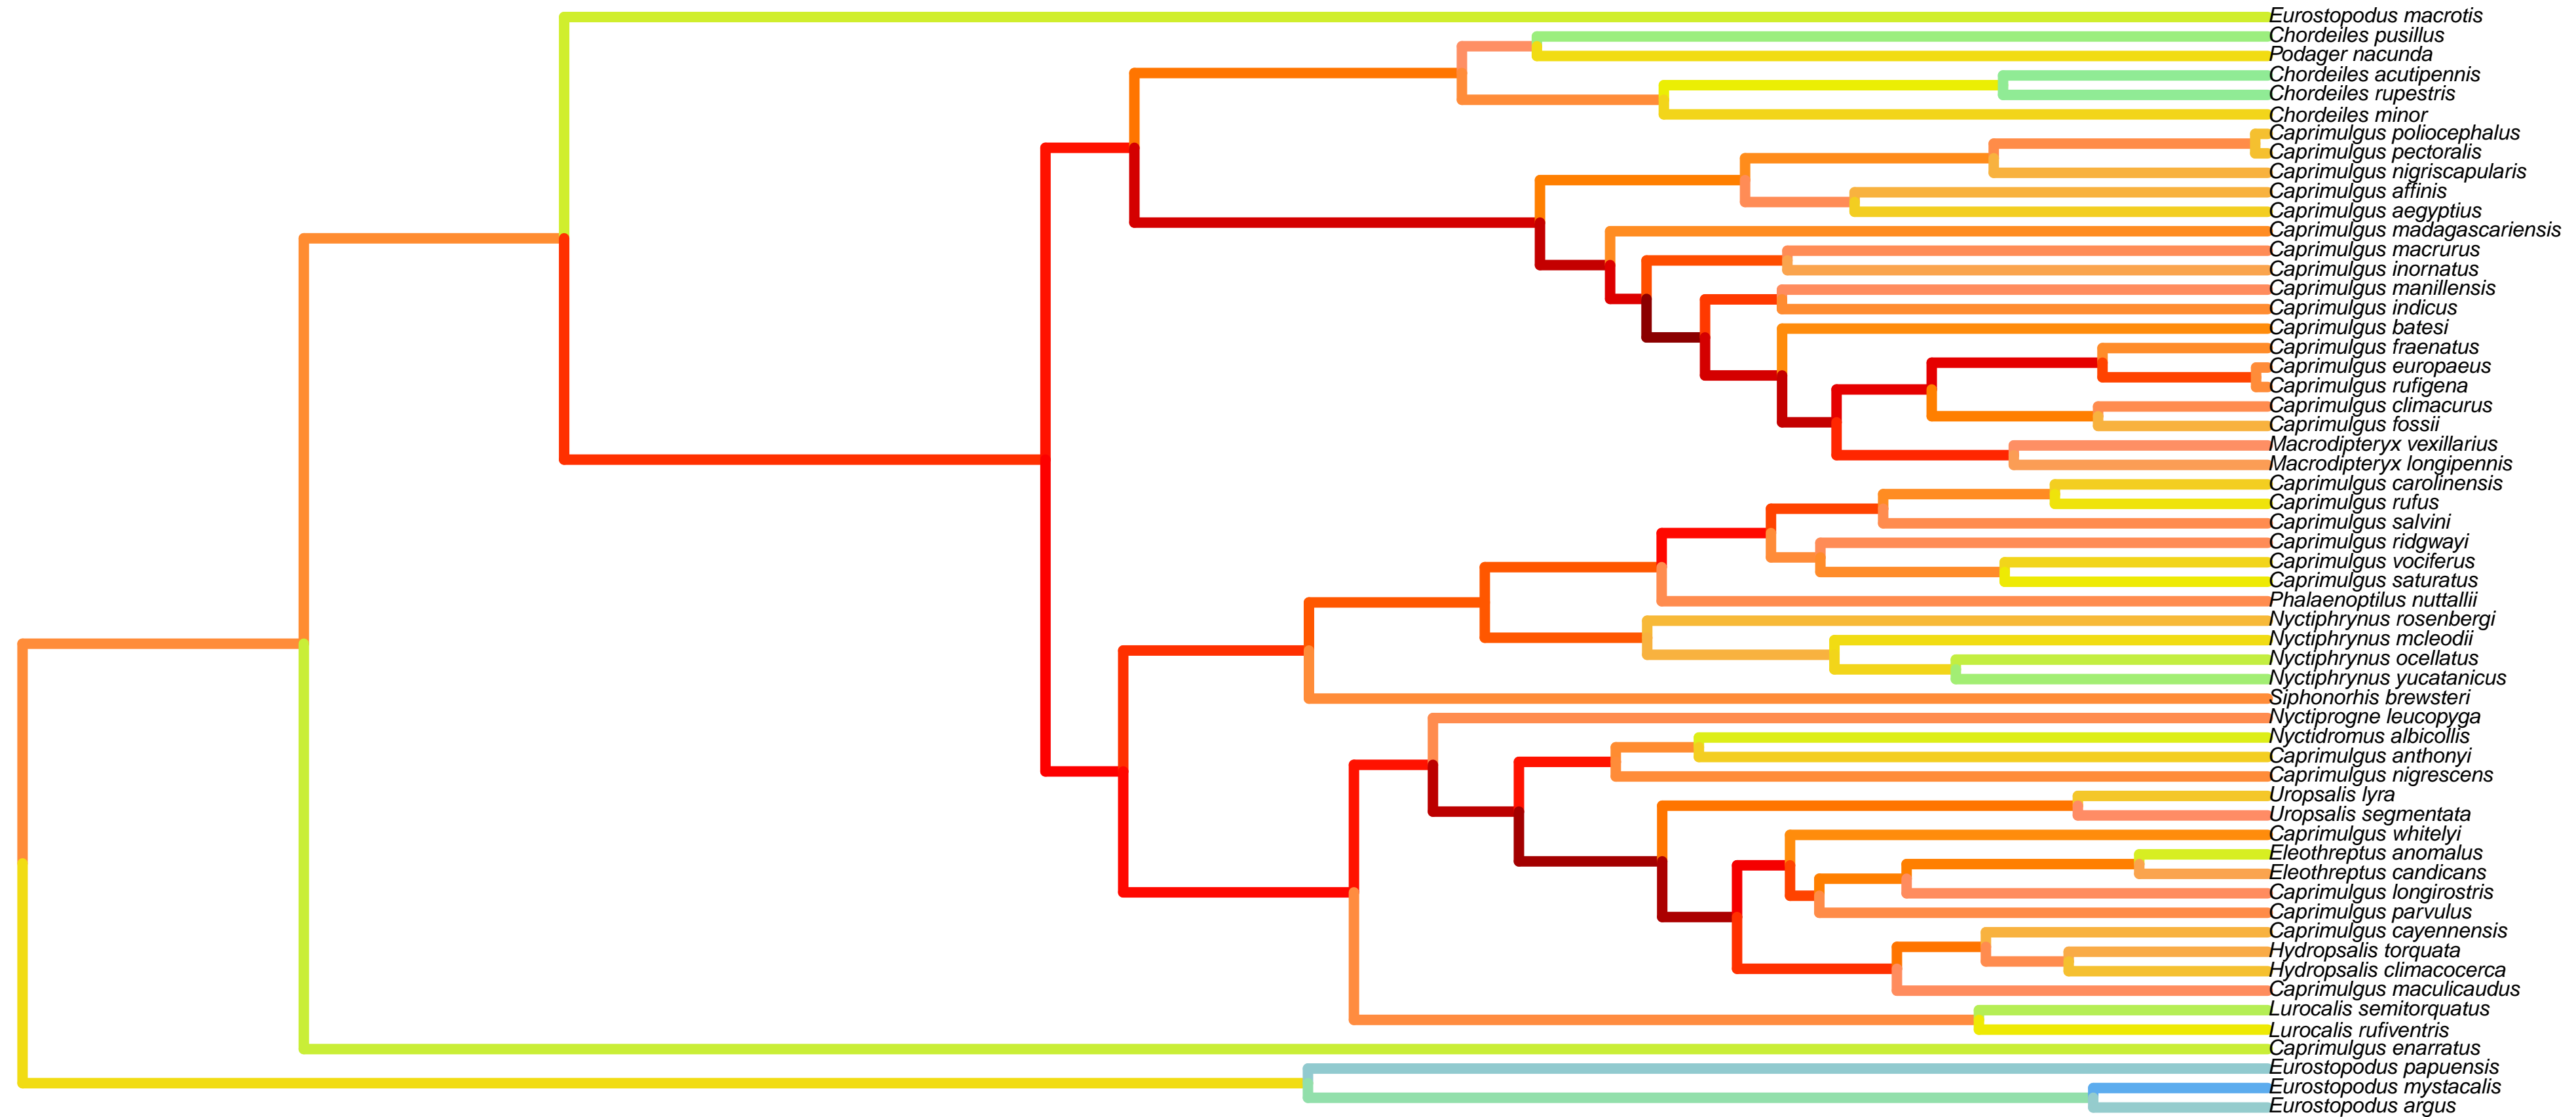 Eurostopodus macrotis
Chordeiles pusillus
Podager nacunda
Chordeiles acutipennis
Chordeiles rupestris
Chordeiles minor
Caprimulgus poliocephalus
Caprimulgus pectoralis
Caprimulgus nigriscapularis
Caprimulgus affinis
Caprimulgus aegyptius
Caprimulgus madagascariensis
Caprimulgus macrurus
Caprimulgus inornatus
Caprimulgus manillensis
Caprimulgus indicus
Caprimulgus batesi
Caprimulgus fraenatus
Caprimulgus europaeus
Caprimulgus rufigena
Caprimulgus climacurus
Caprimulgus fossii
Macrodipteryx vexillarius
Macrodipteryx longipennis
Caprimulgus carolinensis
Caprimulgus rufus
Caprimulgus salvini
Caprimulgus ridgwayi
Caprimulgus vociferus
Caprimulgus saturatus
Phalaenoptilus nuttallii
Nyctiphrynus rosenbergi
Nyctiphrynus mcleodii
Nyctiphrynus ocellatus
Nyctiphrynus yucatanicus
Siphonorhis brewsteri
Nyctiprogne leucopyga
Nyctidromus albicollis
Caprimulgus anthonyi
Caprimulgus nigrescens
Uropsalis lyra
Uropsalis segmentata
Caprimulgus whitelyi
Eleothreptus anomalus
Eleothreptus candicans
Caprimulgus longirostris
Caprimulgus parvulus
Caprimulgus cayennensis
Hydropsalis torquata
Hydropsalis climacocerca
Caprimulgus maculicaudus
Lurocalis semitorquatus
Lurocalis rufiventris
Caprimulgus enarratus
Eurostopodus papuensis
Eurostopodus mystacalis
Eurostopodus argus